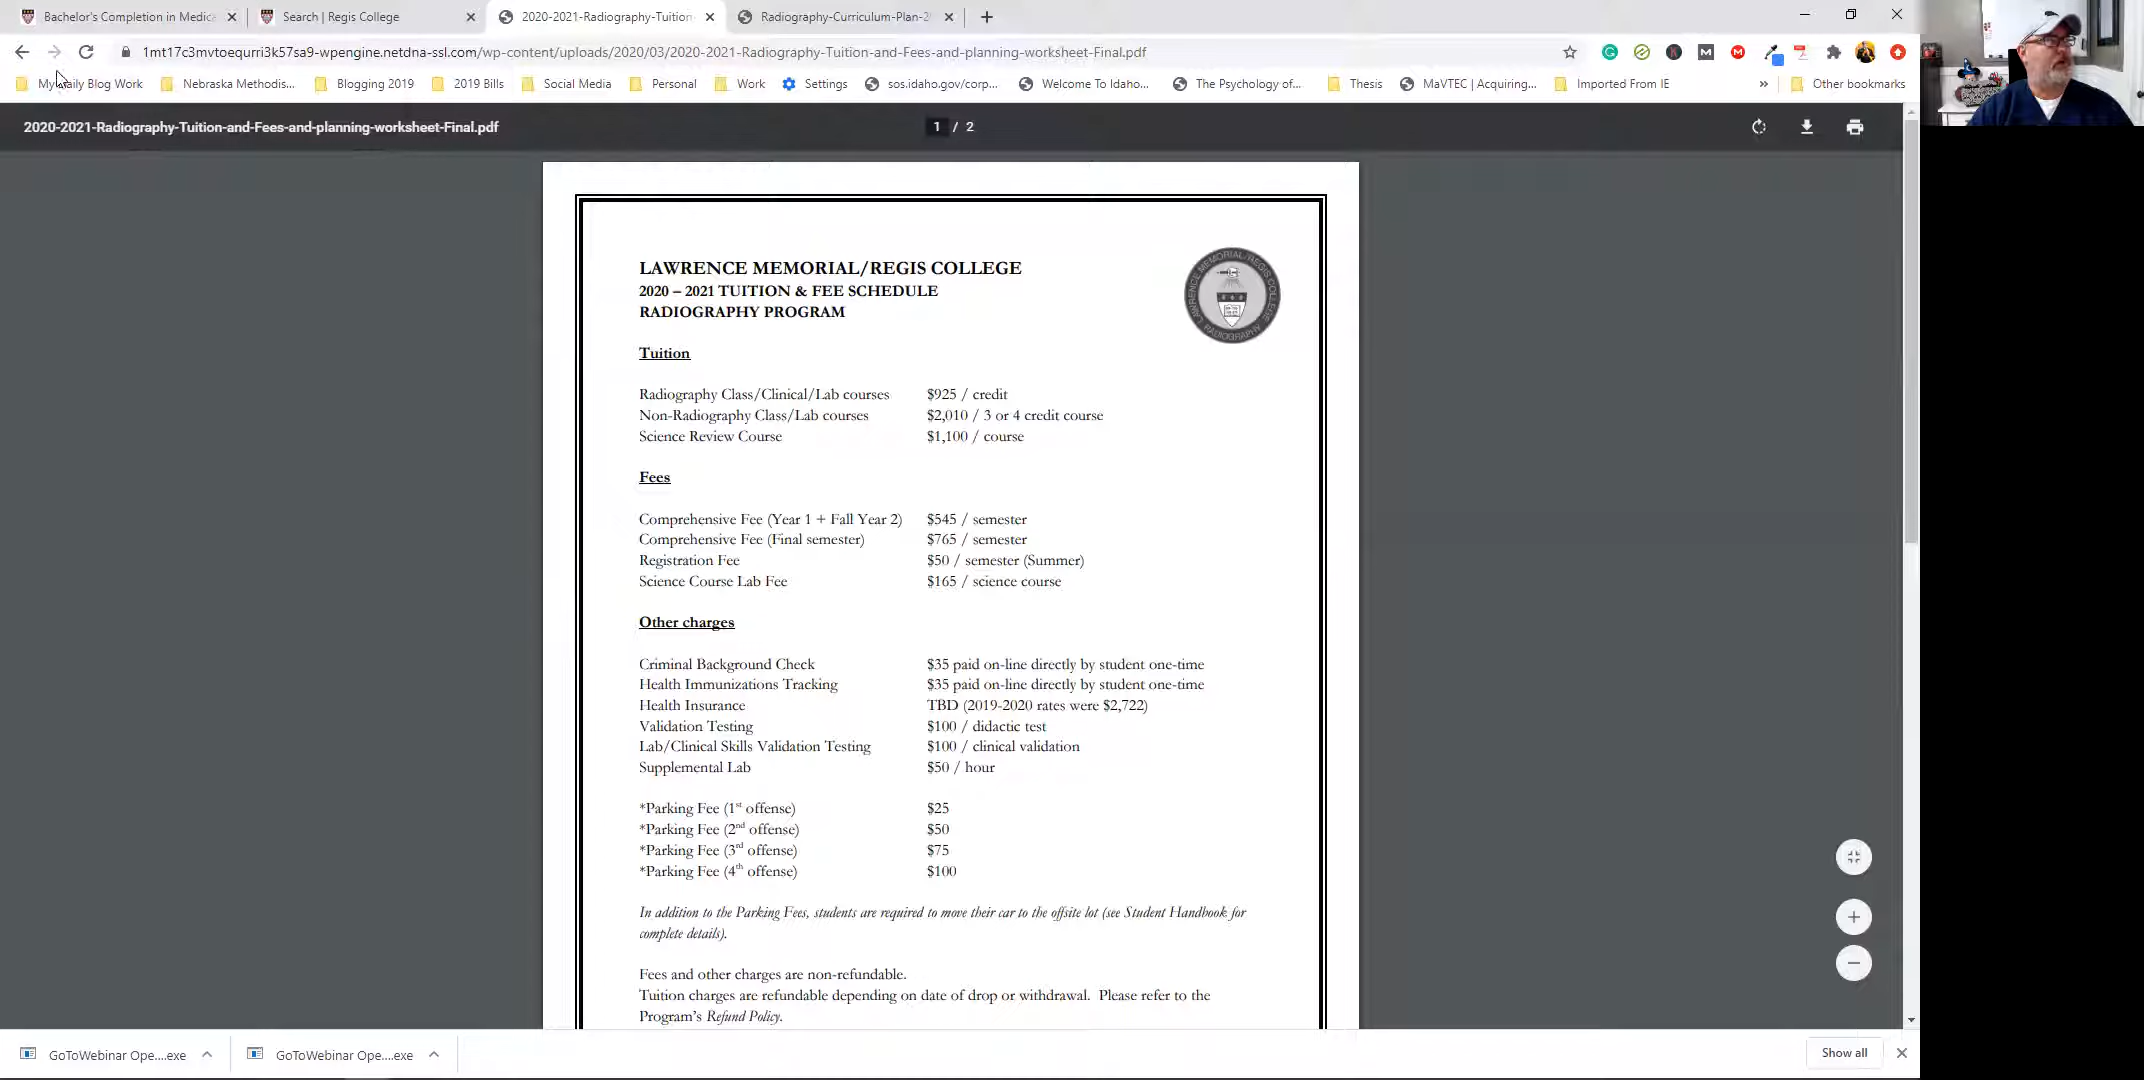 Bachelor's Completion in Medica
Search | Regis College
2020-2021-Radiography-Tuition
Radiography-Curriculum-Plan-2
1mt17c3mvtoequrri3k57sa9-wpengine.netdna-ssl.com/wp-content/uploads/2020/03/2020-2021-Radiography-Tuition-and-Fees-and-planning-worksheet-Final.pdf
My Daily Blog Work
Nebraska Methodis...
Blogging 2019
2019 Bills
Social Media
Personal
Work
Settings
sos.idaho.gov/corp...
Welcome To Idaho...
The Psychology of...
Thesis
MaVTEC | Acquiring...
Imported From IE
»
Other bookmarks
2020-2021-Radiography-Tuition-and-Fees-and-planning-worksheet-Final.pdf
1 / 2
LAWRENCE MEMORIAL/REGIS COLLEGE
2020 – 2021 TUITION & FEE SCHEDULE
RADIOGRAPHY PROGRAM
LAWRENCE MEMORIAL/REGIS COLLEGE
RADIOGRAPHY
Tuition
Radiography Class/Clinical/Lab courses $925 / credit
Non-Radiography Class/Lab courses $2,010 / 3 or 4 credit course
Science Review Course $1,100 / course
Fees
Comprehensive Fee (Year 1 + Fall Year 2) $545 / semester
Comprehensive Fee (Final semester) $765 / semester
Registration Fee $50 / semester (Summer)
Science Course Lab Fee $165 / science course
Other charges
Criminal Background Check $35 paid on-line directly by student one-time
Health Immunizations Tracking $35 paid on-line directly by student one-time
Health Insurance TBD (2019-2020 rates were $2,722)
Validation Testing $100 / didactic test
Lab/Clinical Skills Validation Testing $100 / clinical validation
Supplemental Lab $50 / hour
*Parking Fee (1st offense) $25
*Parking Fee (2nd offense) $50
*Parking Fee (3rd offense) $75
*Parking Fee (4th offense) $100
In addition to the Parking Fees, students are required to move their car to the offsite lot (see Student Handbook for
complete details).
Fees and other charges are non-refundable.
Tuition charges are refundable depending on date of drop or withdrawal. Please refer to the
Program's Refund Policy.
GoToWebinar Ope....exe
GoToWebinar Ope....exe
Show all